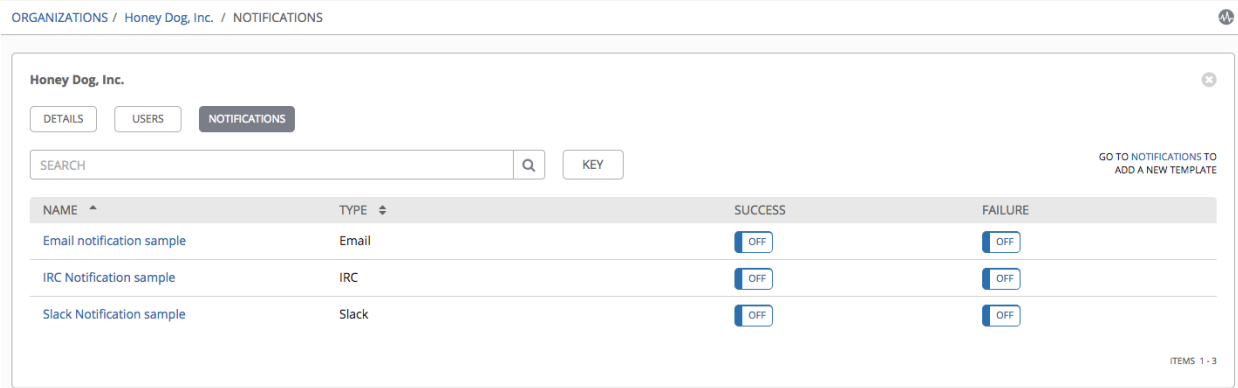 ORGANIZATIONS / Honey Dog, Inc. / NOTIFICATIONS
Honey Dog, Inc.
DETAILS USERS NOTIFICATIONS
SEARCH KEY
GO TO NOTIFICATIONS TO
ADD A NEW TEMPLATE
NAME TYPE SUCCESS FAILURE
Email notification sample Email OFF OFF
IRC Notification sample IRC OFF OFF
Slack Notification sample Slack OFF OFF
ITEMS 1 - 3